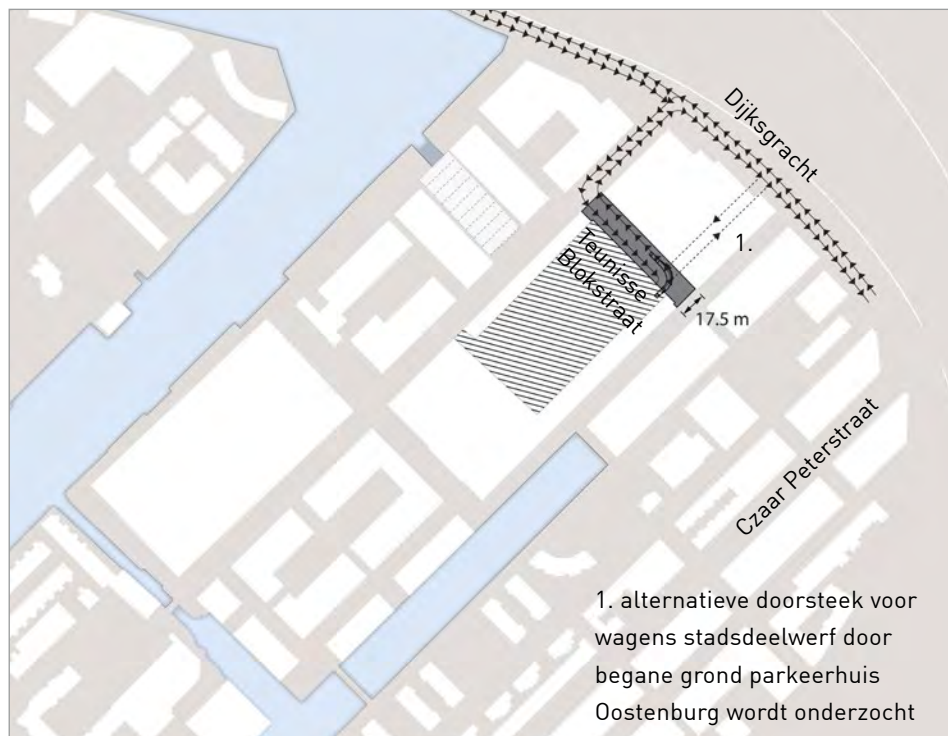 Dijksgracht
1.
Teunisse
Blokstraat
17.5 m
Czaar Peterstraat
1. alternatieve doorsteek voor
wagens stadsdeelwerf door
begane grond parkeerhuis
Oostenburg wordt onderzocht